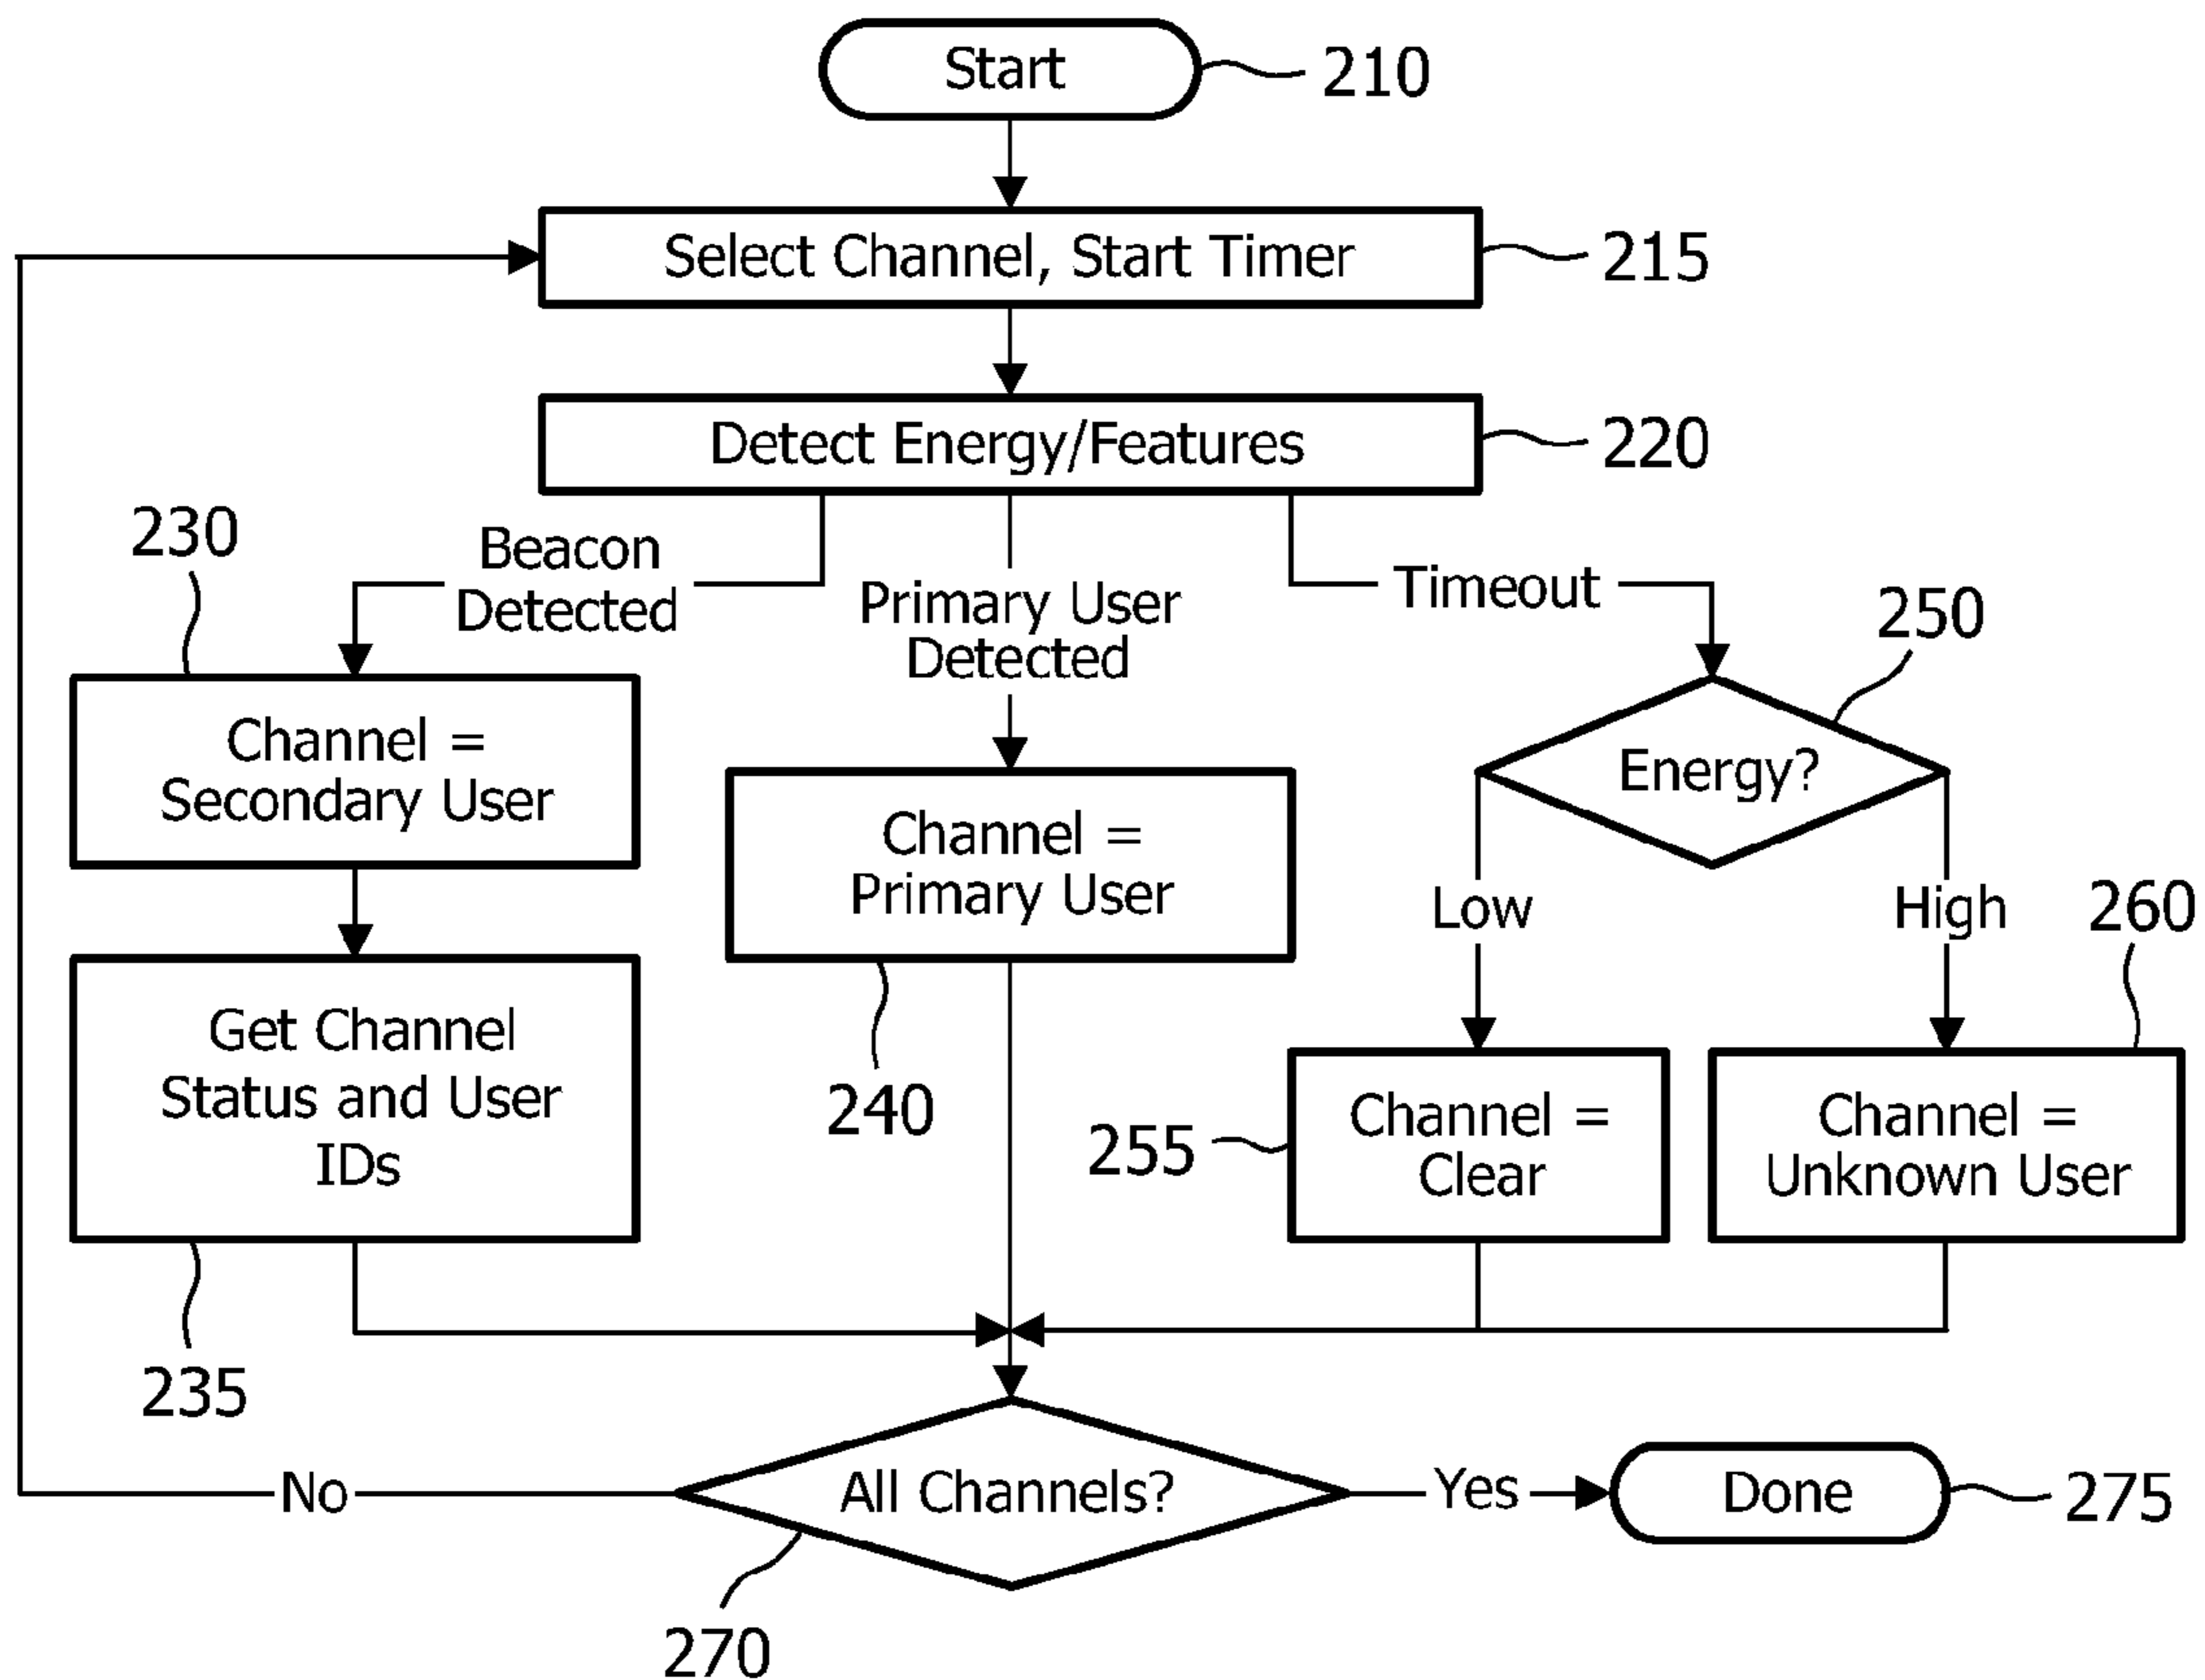 Start
210
Select Channel, Start Timer
215
Detect Energy/Features
220
230
Beacon
Detected
Primary User
Detected
Timeout
250
Channel =
Secondary User
Energy?
Channel =
Primary User
Low
High
260
Get Channel
Status and User
IDs
240
255
Channel =
Clear
Channel =
Unknown User
235
No
All Channels?
Yes
Done
275
270